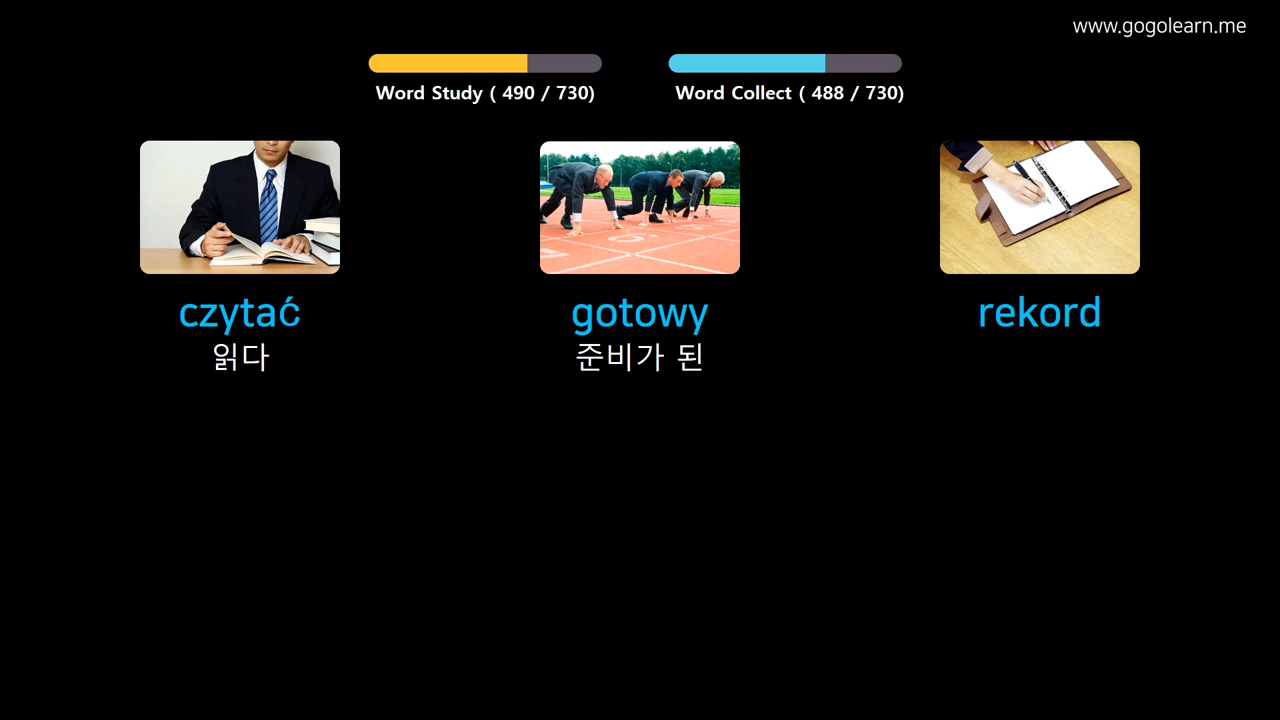 www.gogolearn.me
Word Study ( 490 / 730)
Word Collect ( 488 / 730)
czytać
읽다
gotowy
준비가 된
rekord